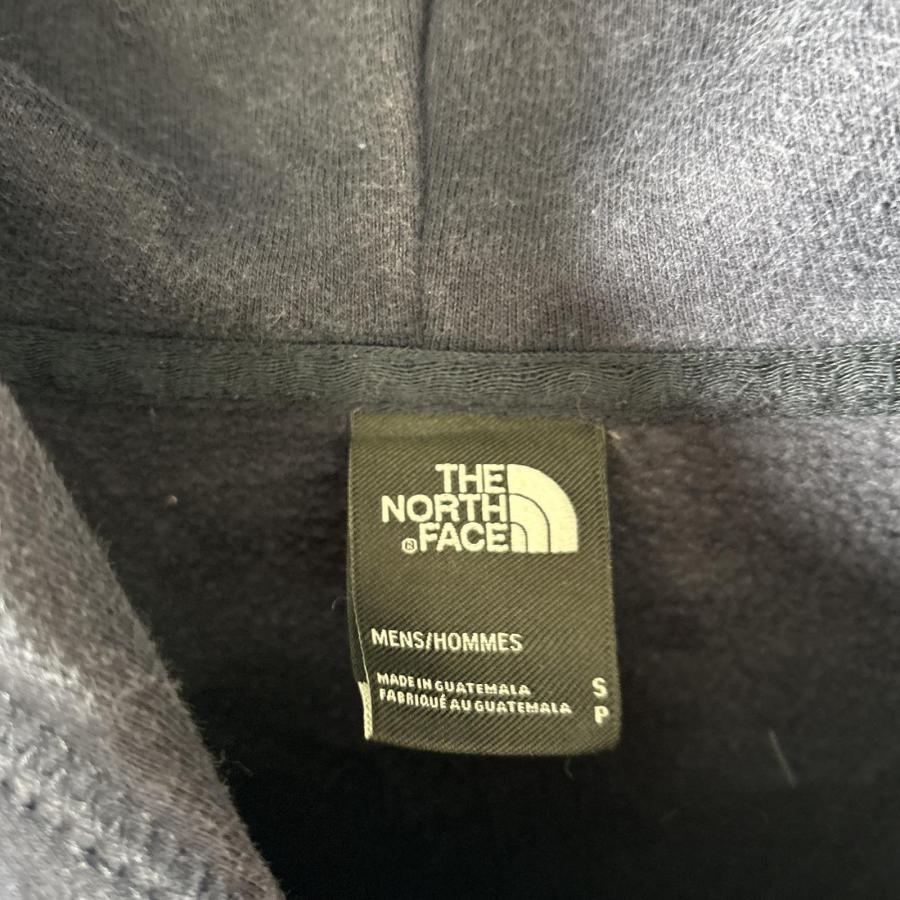 THE
NORTH
®FACE
MENS/HOMMES
MADE IN GUATEMALA
FABRIQUÉ AU GUATEMALA
S
P